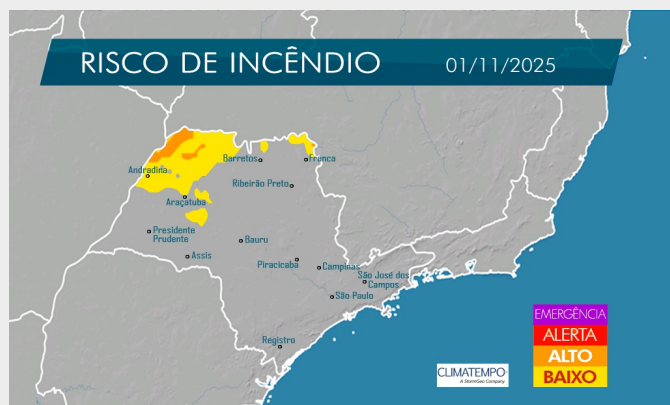 RISCO DE INCÊNDIO 01/11/2025
Barretos
Franca
Andradina
Ribeirão Preto
Araçatuba
Presidente
Prudente
Bauru
Assis
Piracicaba
Campinas
São José dos
Campos
São Paulo
Registro
EMERGÊNCIA
ALERTA
ALTO
BAIXO
CLIMATEMPO
A StormGeo Company